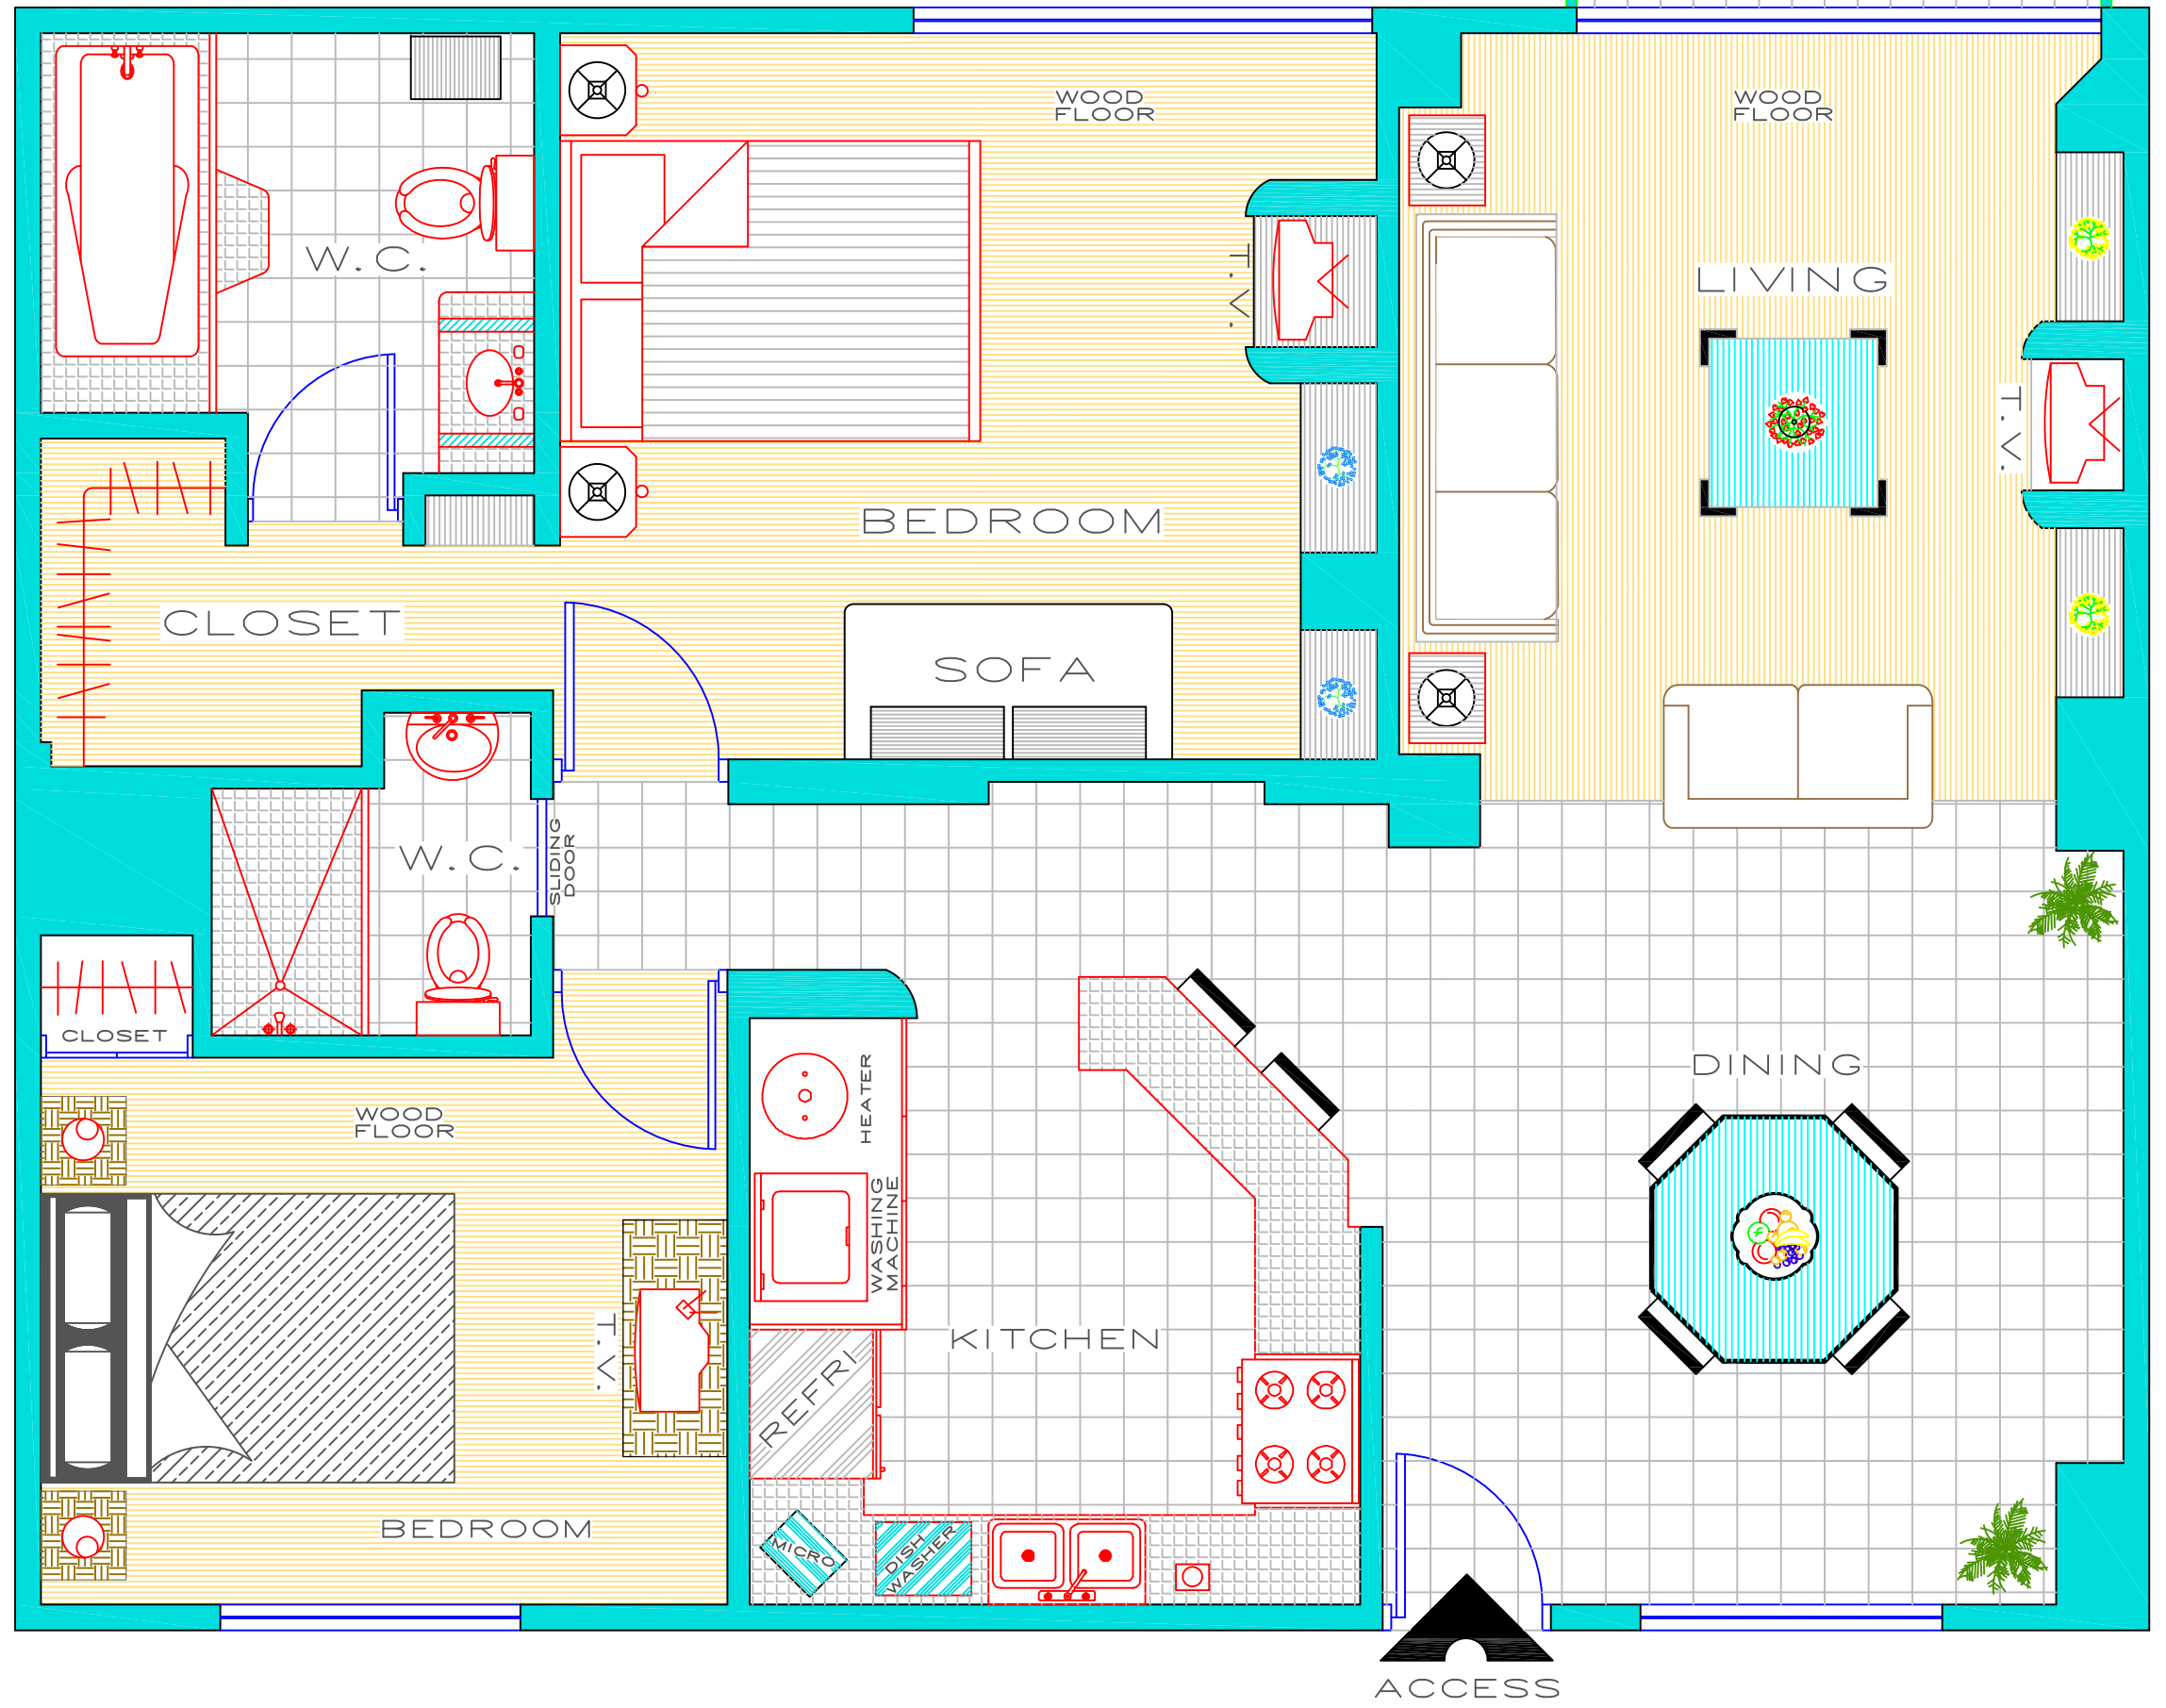 WOOD
FLOOR
WOOD
FLOOR
W.C.
T.V.
LIVING
T.V.
BEDROOM
CLOSET
SOFA
W.C.
SLIDING
DOOR
CLOSET
WOOD
FLOOR
HEATER
DINING
WASHING
MACHINE
T.V.
KITCHEN
REFRI
BEDROOM
MICRO
DISH
WASHER
ACCESS